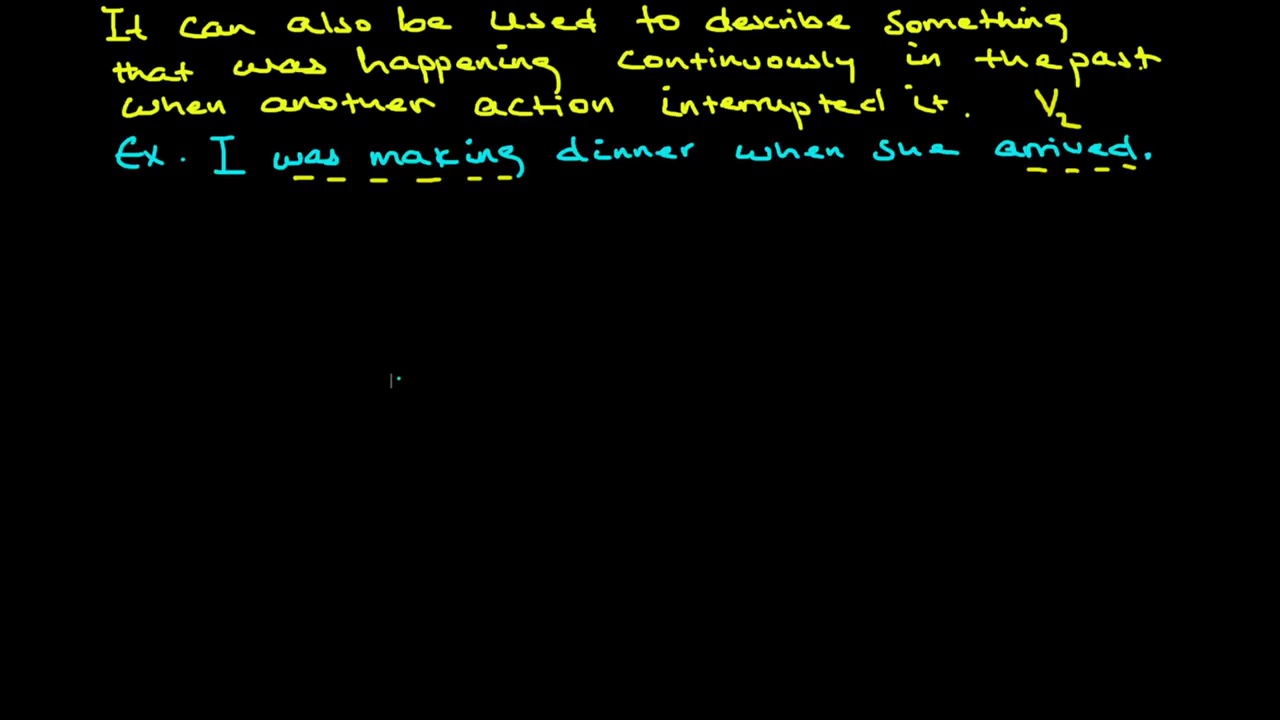 It can also be used to describe something
that was happening continuously in the past
when another action interrupted it. V2
Ex. I was making dinner when she arrived.